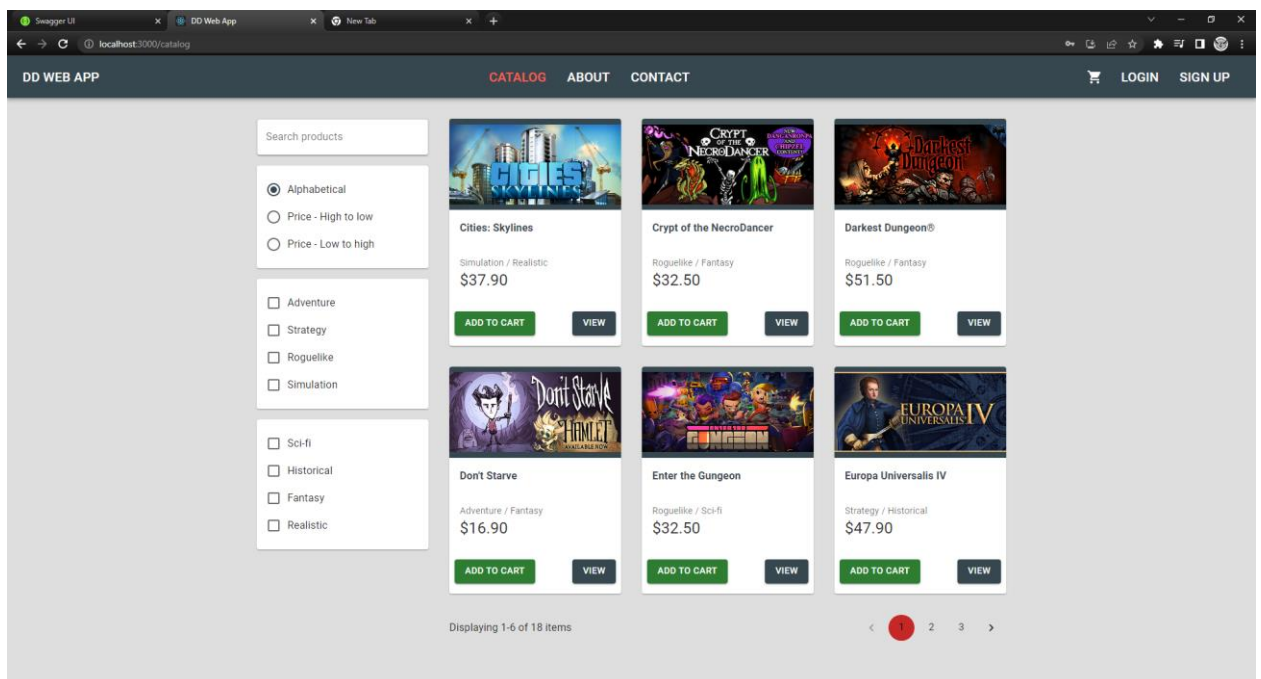 Swagger UI
DD Web App
New Tab
localhost:3000/catalog
DD WEB APP
CATALOG
ABOUT
CONTACT
LOGIN
SIGN UP
Search products
Alphabetical
Price - High to low
Price - Low to high
Adventure
Strategy
Roguelike
Simulation
Sci-fi
Historical
Fantasy
Realistic
CITIES
SKYLINES
Cities: Skylines
Simulation / Realistic
$37.90
ADD TO CART
VIEW
CRYPT
OF THE
NECRODANCER
Crypt of the NecroDancer
Roguelike / Fantasy
$32.50
ADD TO CART
VIEW
Darkest
Dungeon
Darkest Dungeon®
Roguelike / Fantasy
$51.50
ADD TO CART
VIEW
Don't Starve
HAMLET
AVAILABLE NOW
Don't Starve
Adventure / Fantasy
$16.90
ADD TO CART
VIEW
GUNGEON
Enter the Gungeon
Roguelike / Sci-fi
$32.50
ADD TO CART
VIEW
EUROPA
UNIVERSALIS IV
Europa Universalis IV
Strategy / Historical
$47.90
ADD TO CART
VIEW
Displaying 1-6 of 18 items
1 2 3